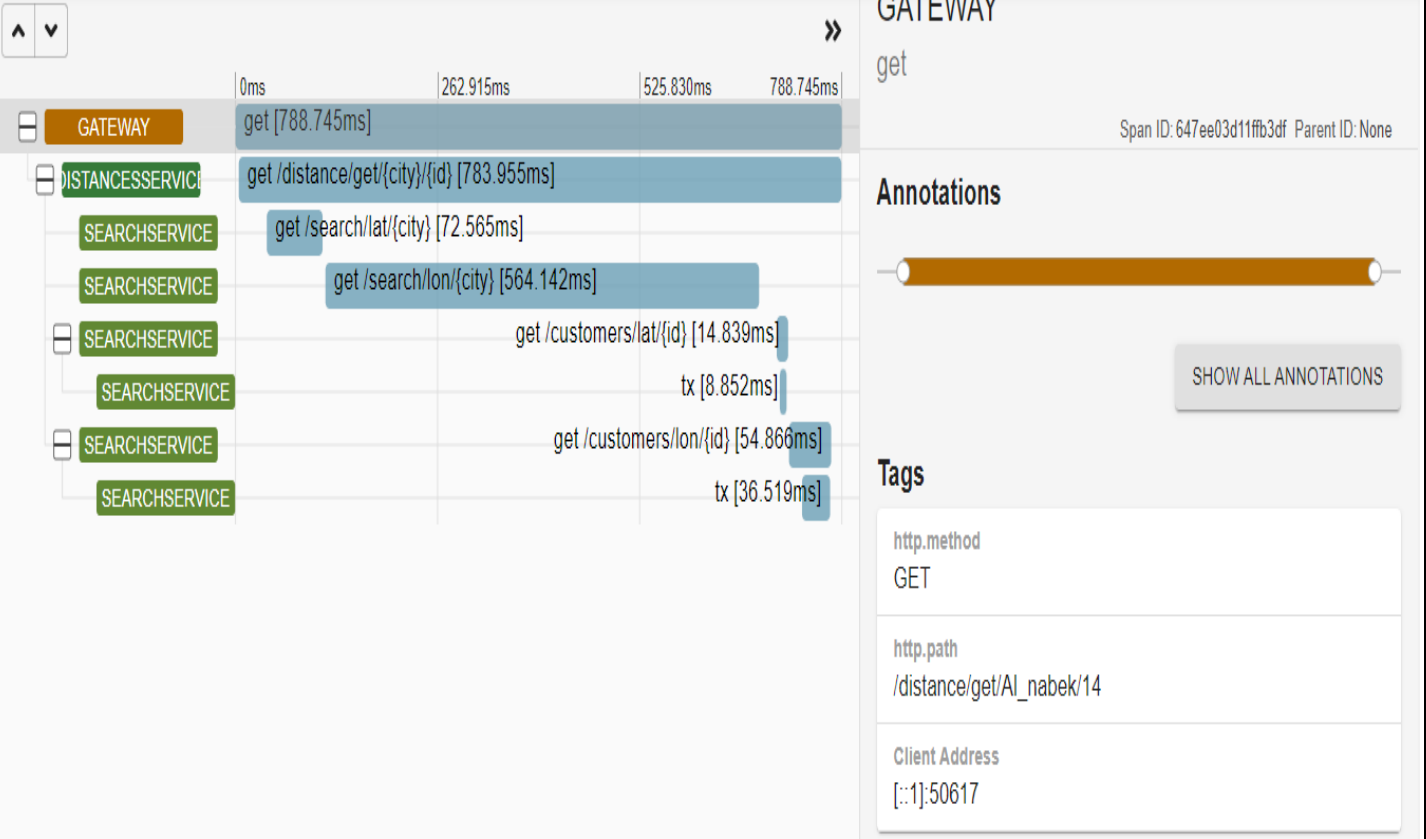 0ms 262.915ms 525.830ms 788.745ms
GATEWAY get [788.745ms]
DISTANCESSERVICE get /distance/get/{city}/{id} [783.955ms]
SEARCHSERVICE get /search/lat/{city} [72.565ms]
SEARCHSERVICE get /search/lon/{city} [564.142ms]
SEARCHSERVICE get /customers/lat/{id} [14.839ms]
SEARCHSERVICE tx [8.852ms]
SEARCHSERVICE get /customers/lon/{id} [54.866ms]
SEARCHSERVICE tx [36.519ms]
GATEWAY
get
Span ID: 647ee03d11ffb3df Parent ID: None
Annotations
SHOW ALL ANNOTATIONS
Tags
http.method
GET
http.path
/distance/get/Al_nabek/14
Client Address
[::1]:50617